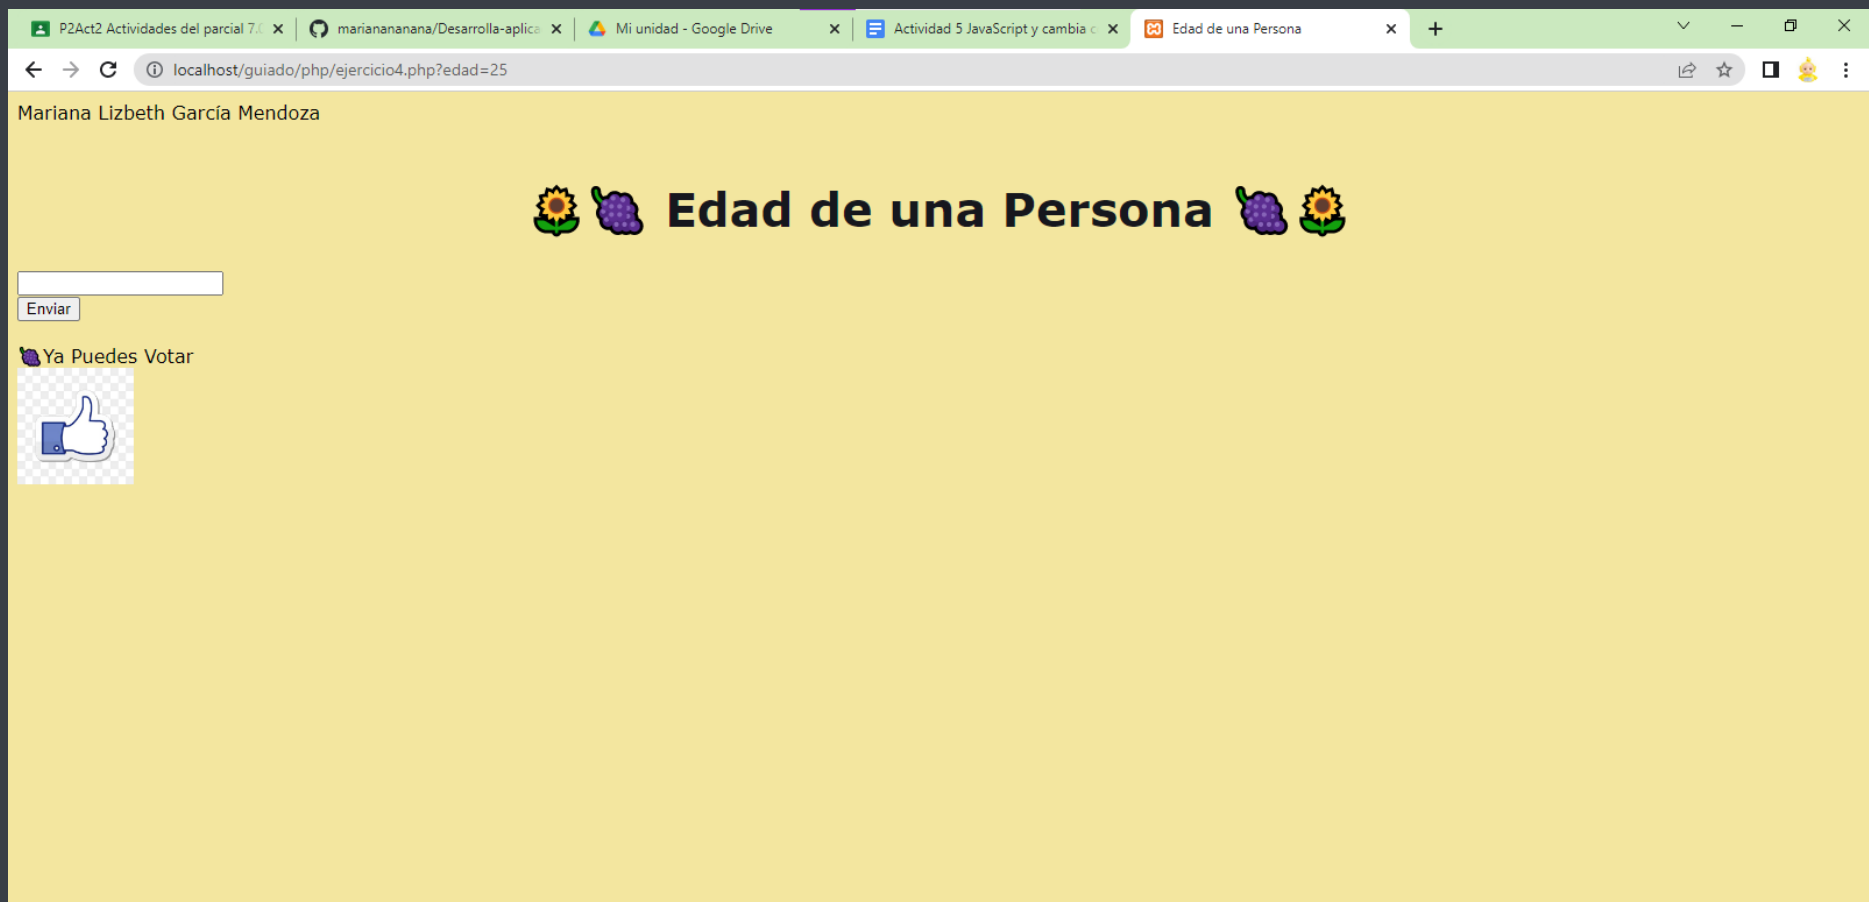 P2Act2 Actividades del parcial 7.
mariananananana/Desarrolla-aplica
Mi unidad - Google Drive
Actividad 5 JavaScript y cambia
Edad de una Persona
localhost/guiado/php/ejercicio4.php?edad=25
Mariana Lizbeth García Mendoza
🌻🍇 Edad de una Persona 🍇🌻
Enviar
🍇Ya Puedes Votar